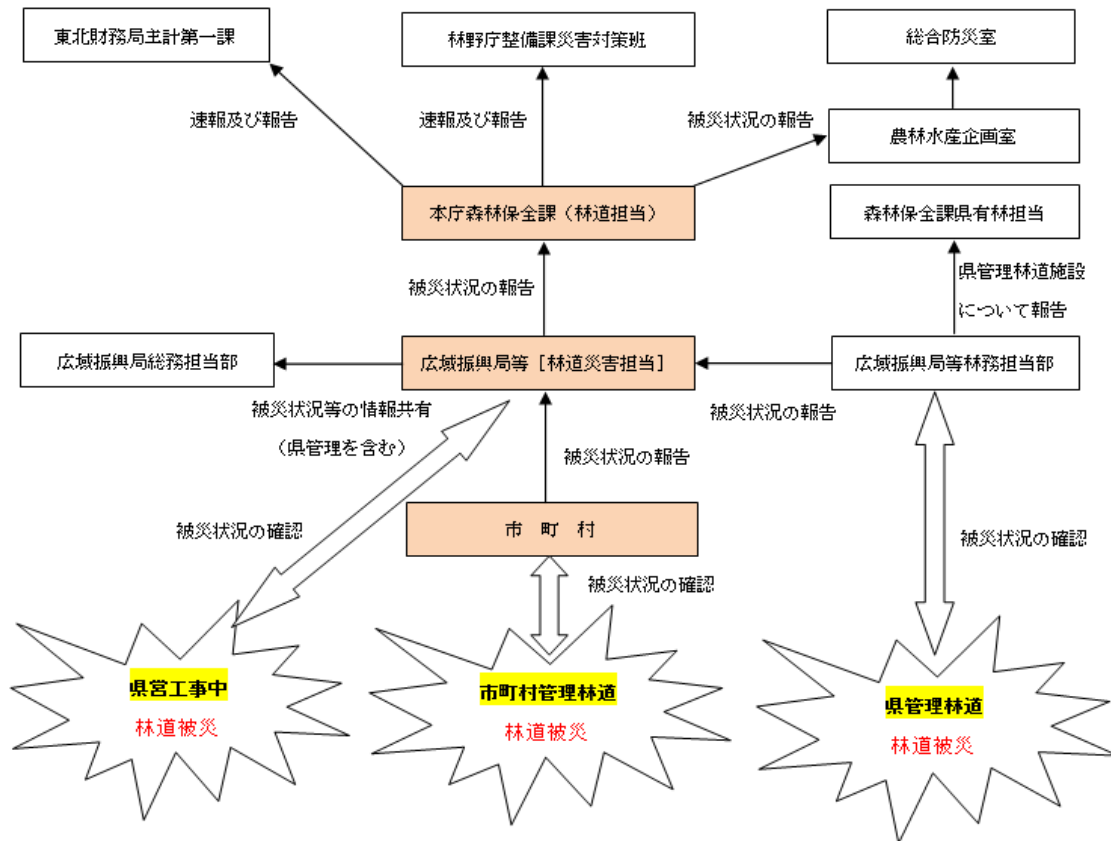 東北財務局主計第一課
林野庁整備課災害対策班
総合防災室
速報及び報告
速報及び報告
被災状況の報告
農林水産企画室
本庁森林保全課（林道担当）
森林保全課県有林担当
被災状況の報告
県管理林道施設
について報告
広域振興局総務担当部
広域振興局等［林道災害担当］
広域振興局等林務担当部
被災状況等の情報共有
（県管理を含む）
被災状況の報告
被災状況の報告
被災状況の確認
市　町　村
被災状況の確認
被災状況の確認
県営工事中
林道被災
市町村管理林道
林道被災
県管理林道
林道被災